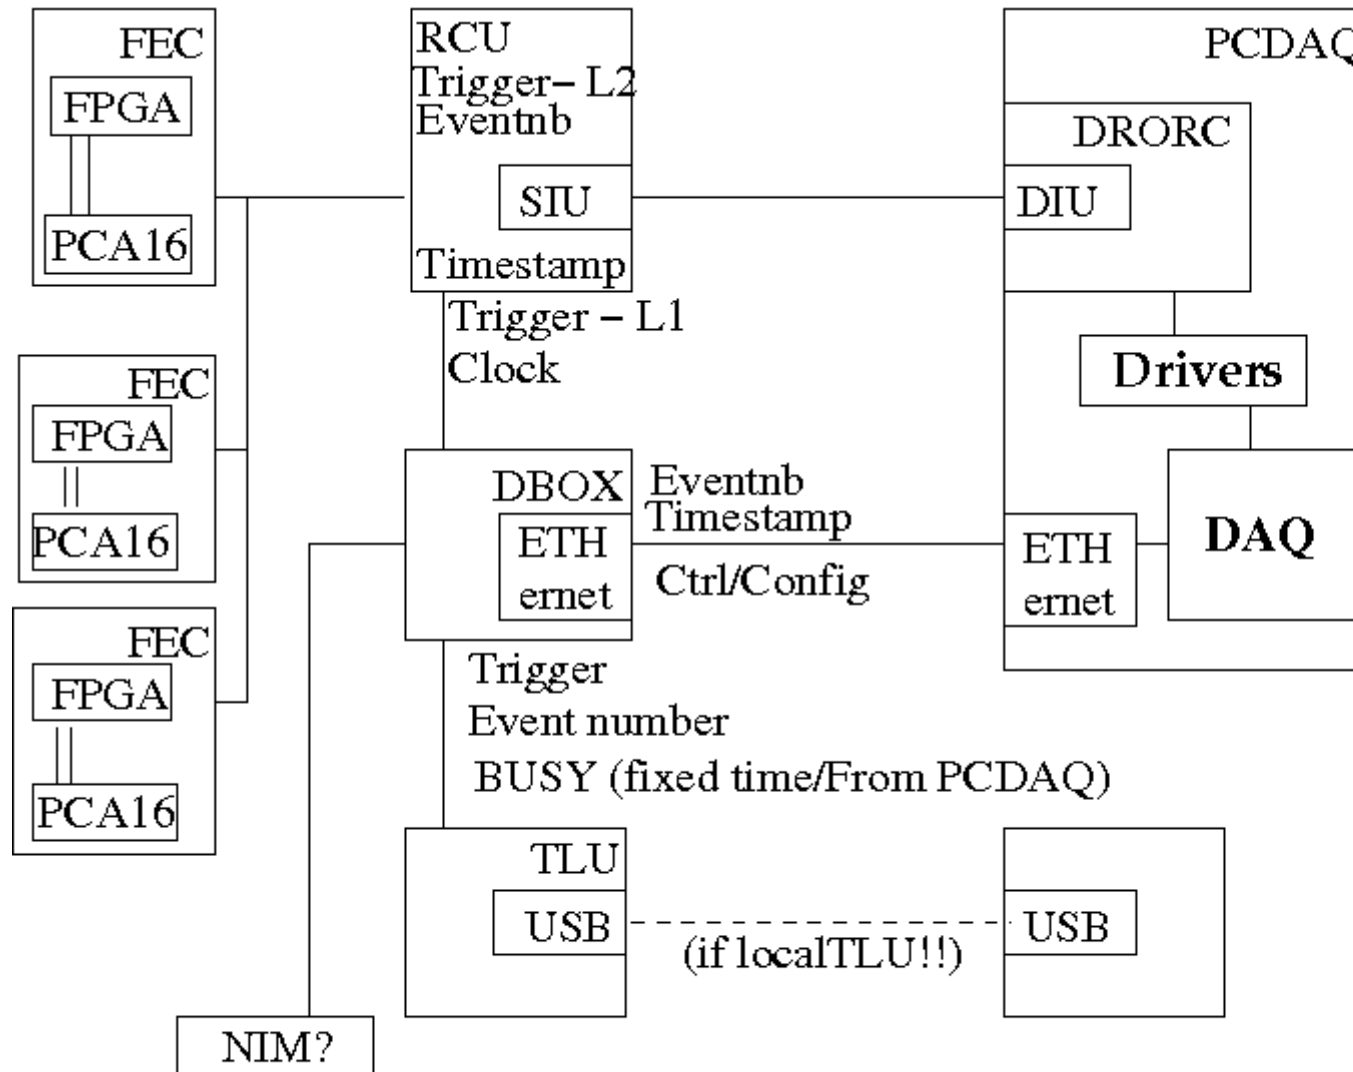 FEC
FPGA
PCA16
FEC
FPGA
PCA16
FEC
FPGA
PCA16
RCU
Trigger– L2
Eventnb
SIU
Timestamp
Trigger – L1
Clock
DBOX
ETH
ernet
Eventnb
Timestamp
Ctrl/Config
Trigger
Event number
BUSY (fixed time/From PCDAQ)
TLU
USB
(if localTLU!!)
USB
NIM?
PCDAQ
DRORC
DIU
Drivers
DAQ
ETH
ernet